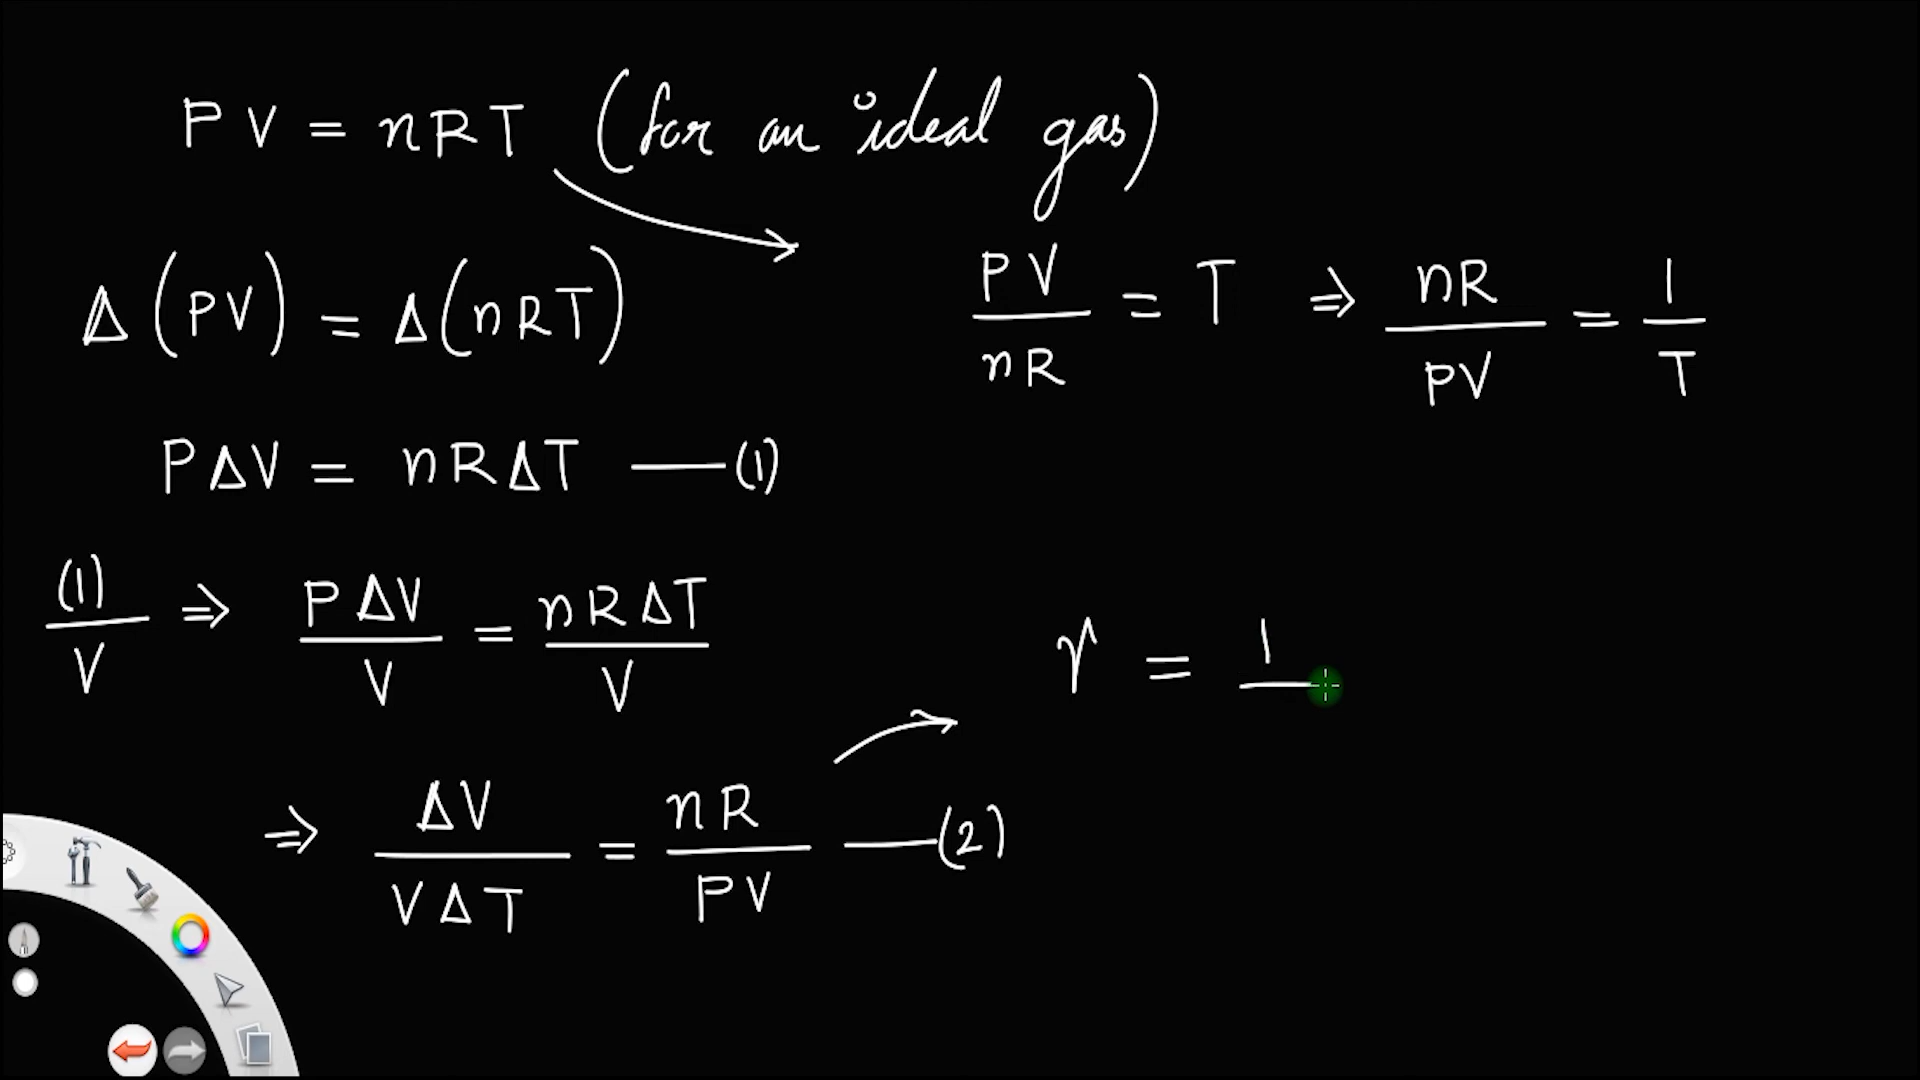 PV = nRT (for an ideal gas)
Δ(PV) = Δ(nRT)
PV/nR = T ⇒ nR/PV = 1/T
PΔV = nRΔT —(1)
(1)/V ⇒ PΔV/V = nRΔT/V
γ = 1/
⇒ ΔV/VΔT = nR/PV —(2)